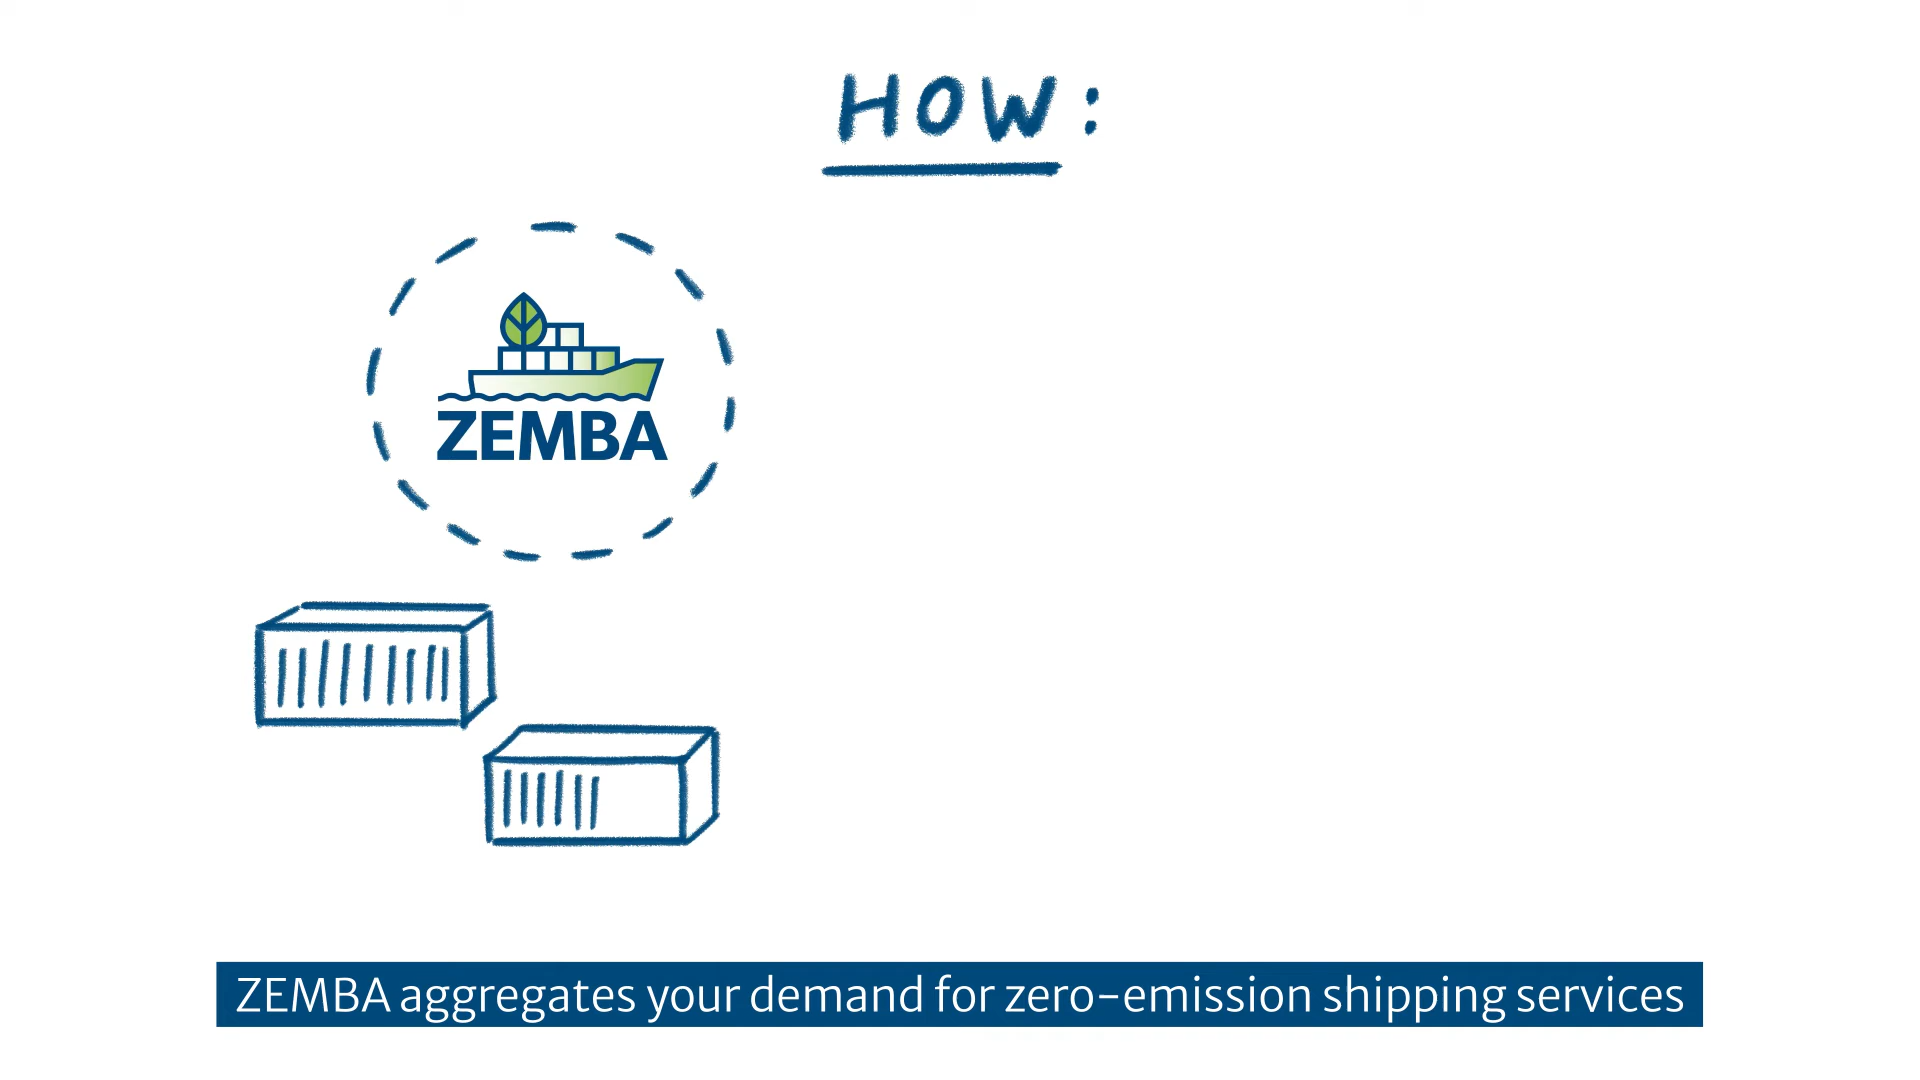 HOW:
ZEMBA
ZEMBA aggregates your demand for zero-emission shipping services